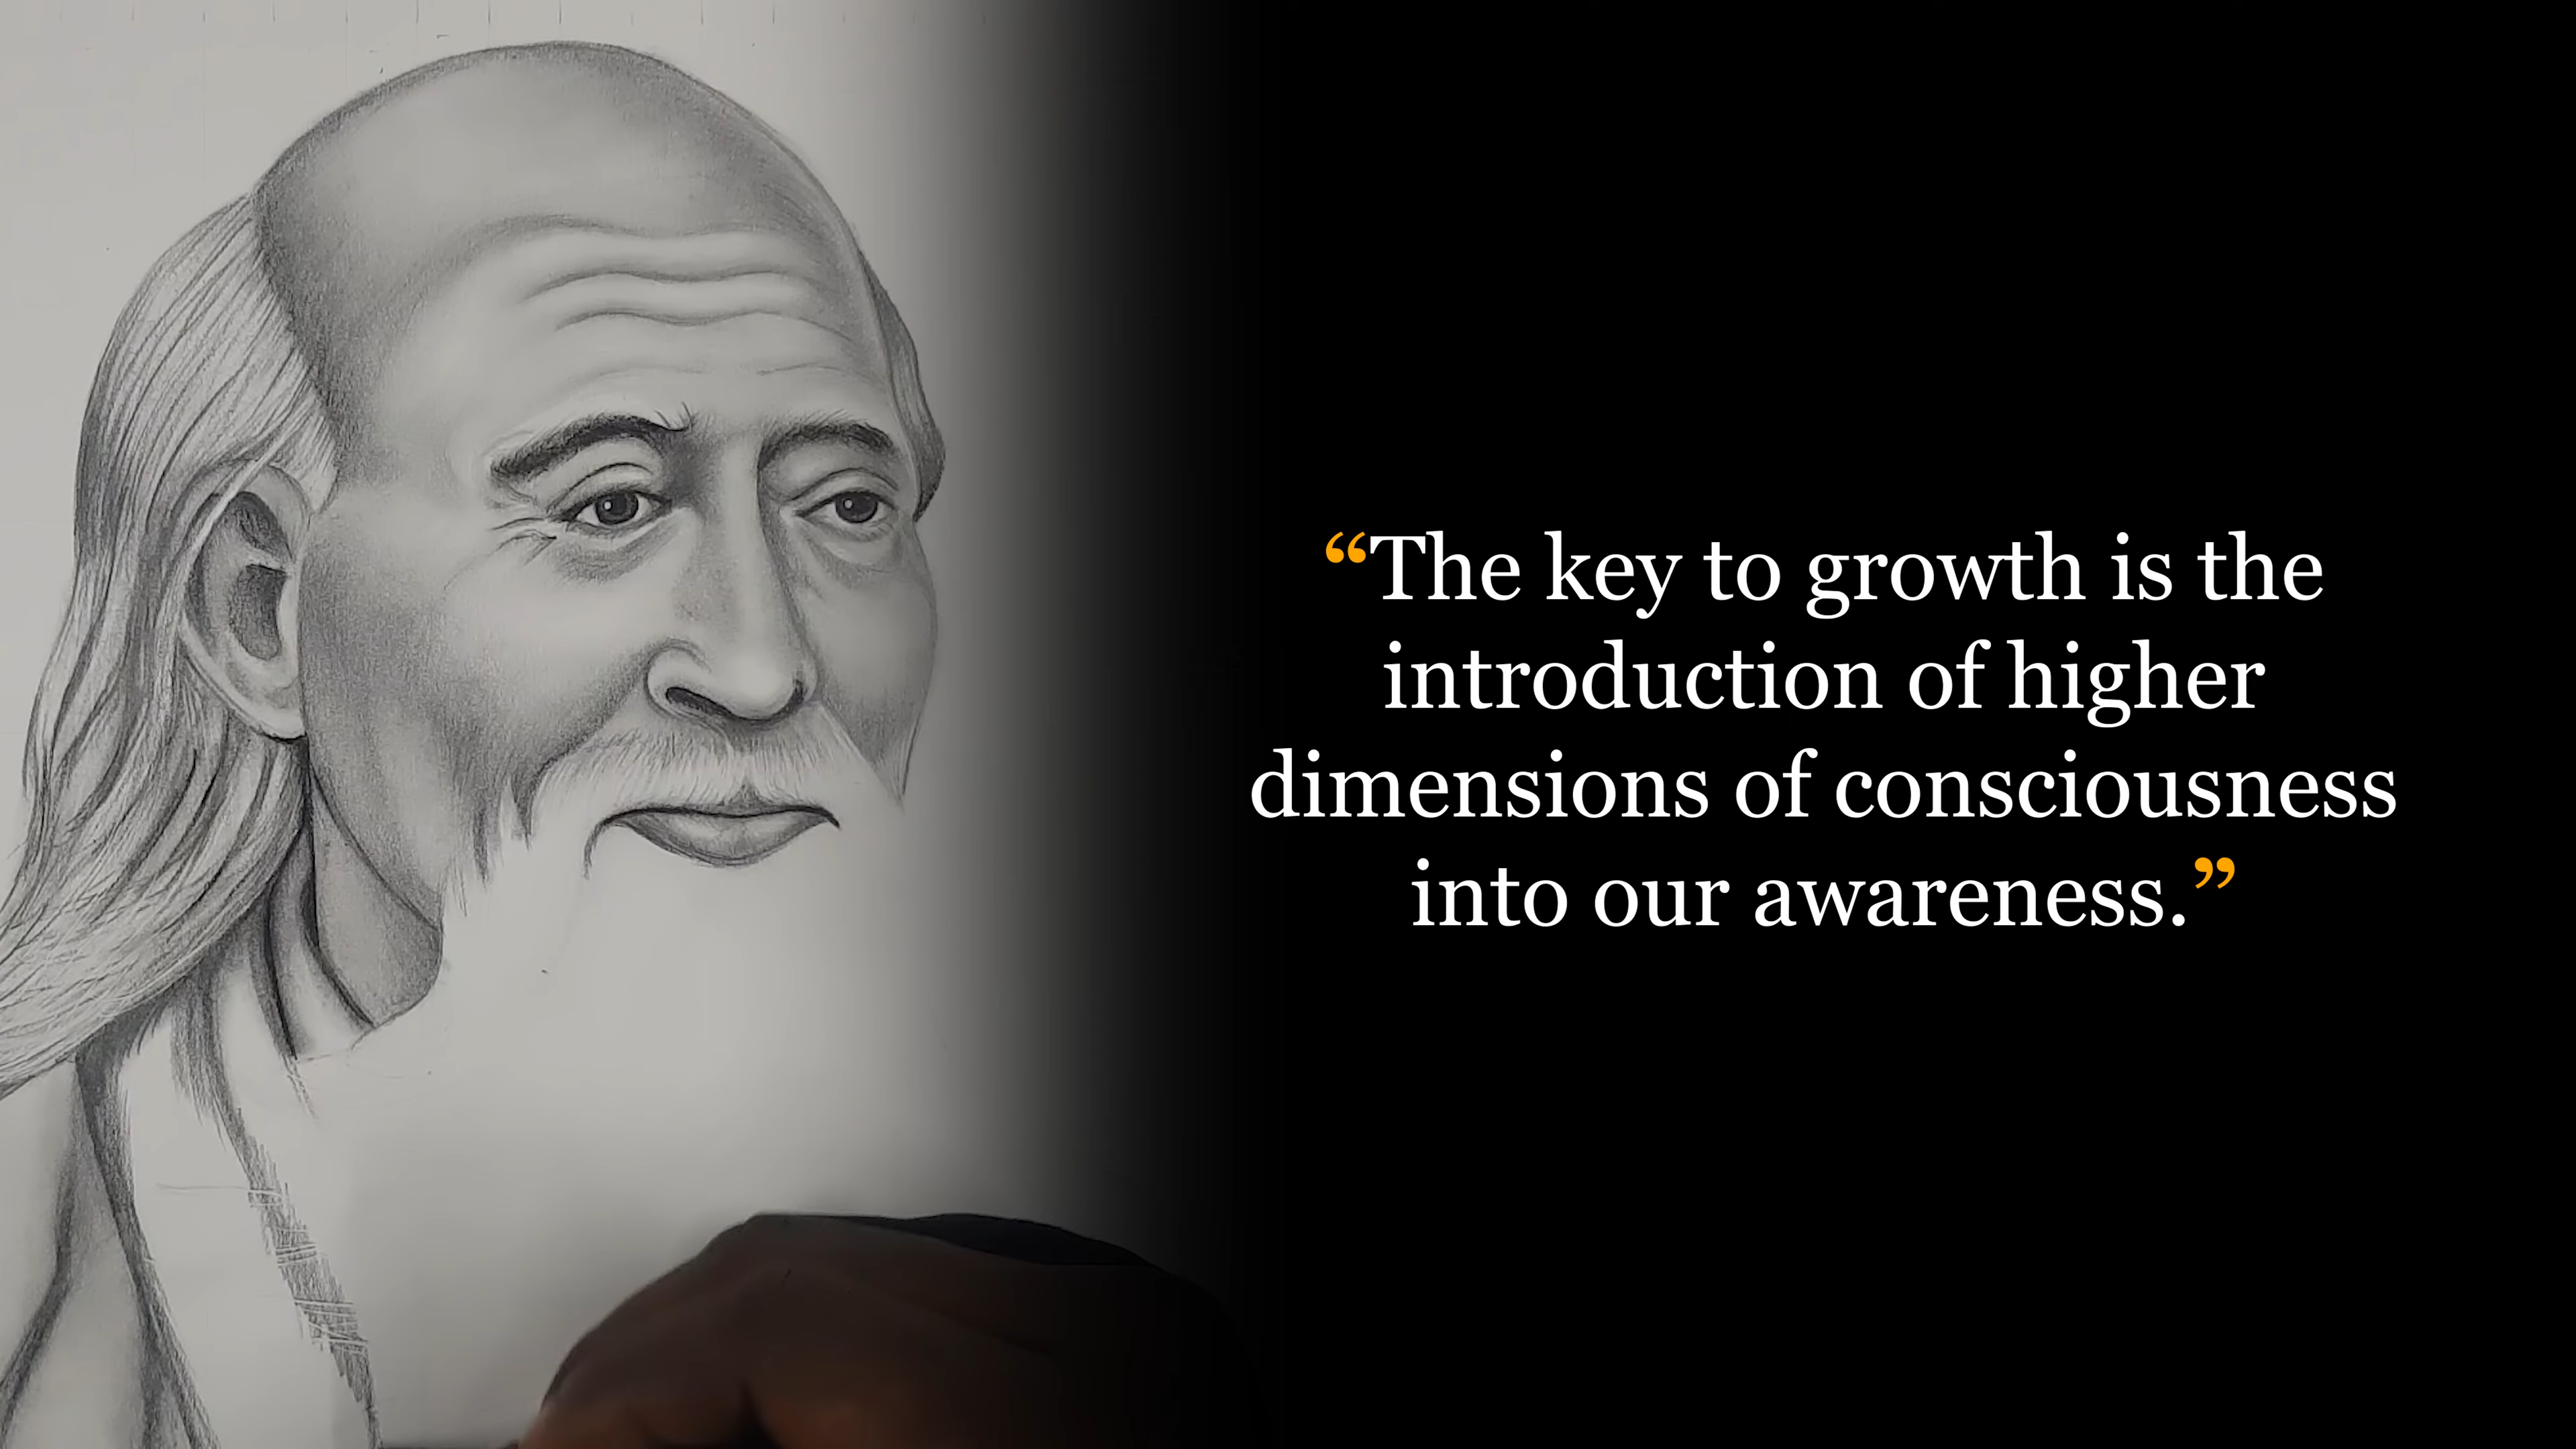 “The key to growth is the
introduction of higher
dimensions of consciousness
into our awareness.”